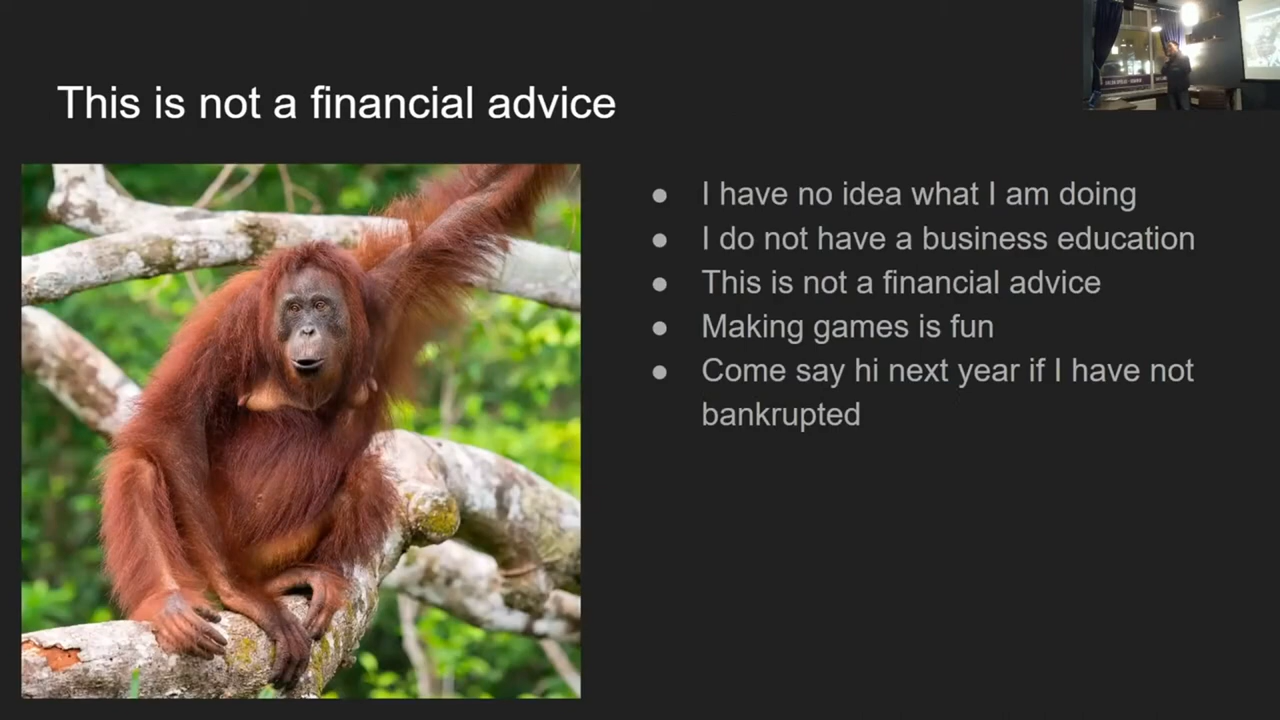 This is not a financial advice
● I have no idea what I am doing
● I do not have a business education
● This is not a financial advice
● Making games is fun
● Come say hi next year if I have not
bankrupted